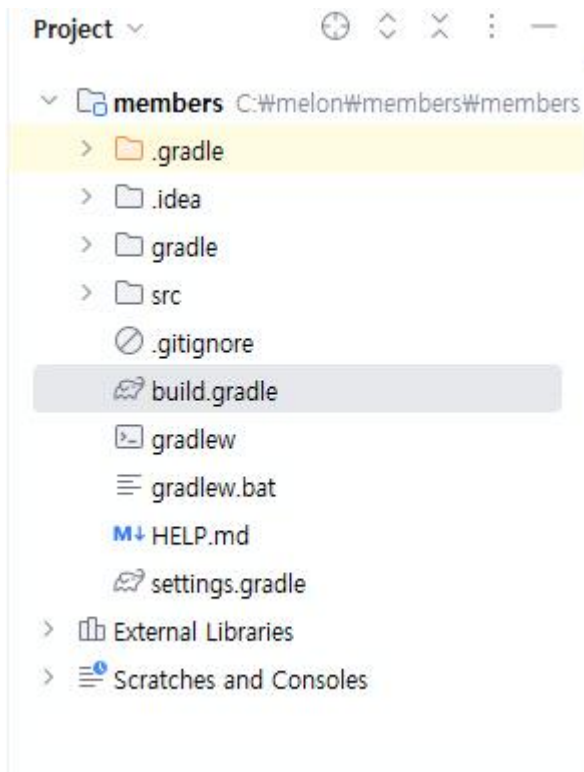 Project
members C:₩melon₩members₩members
.gradle
.idea
gradle
src
.gitignore
build.gradle
gradlew
gradlew.bat
M↓ HELP.md
settings.gradle
External Libraries
Scratches and Consoles